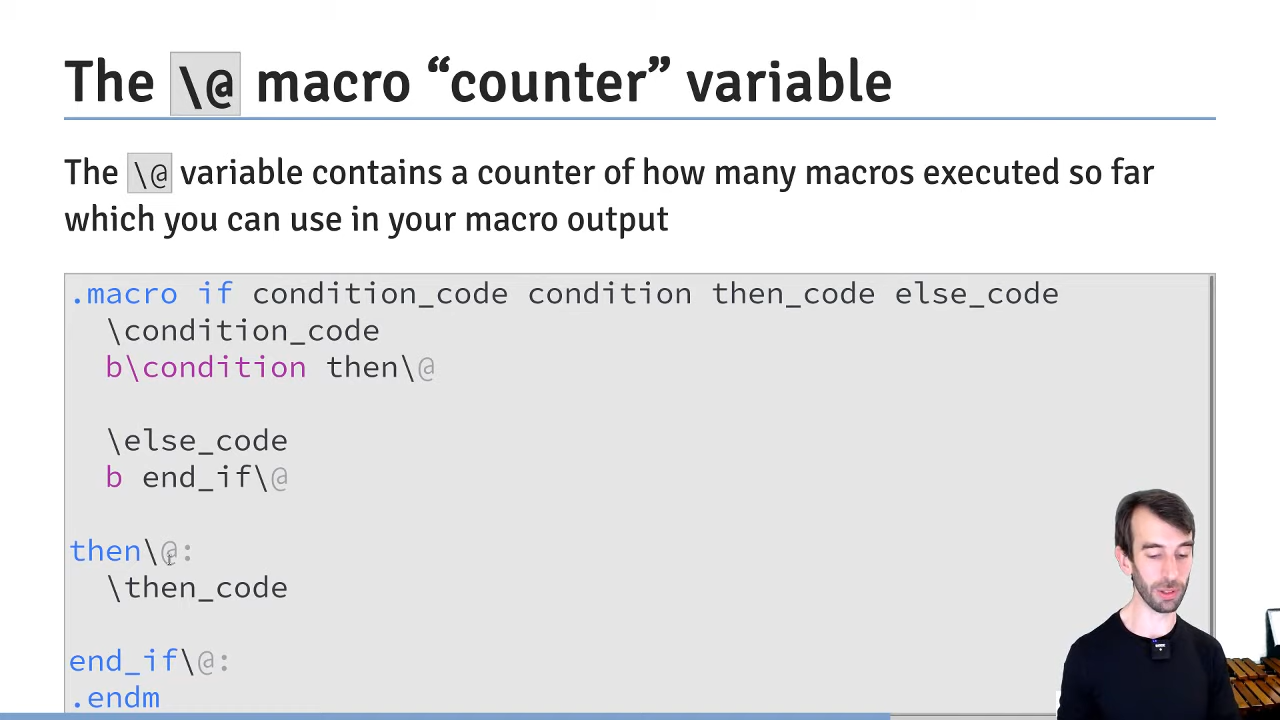 The \@ macro “counter” variable
The \@ variable contains a counter of how many macros executed so far
which you can use in your macro output
.macro if condition_code condition then_code else_code
\condition_code
b\condition then\@
\else_code
b end_if\@
then\@:
\then_code
end_if\@:
.endm